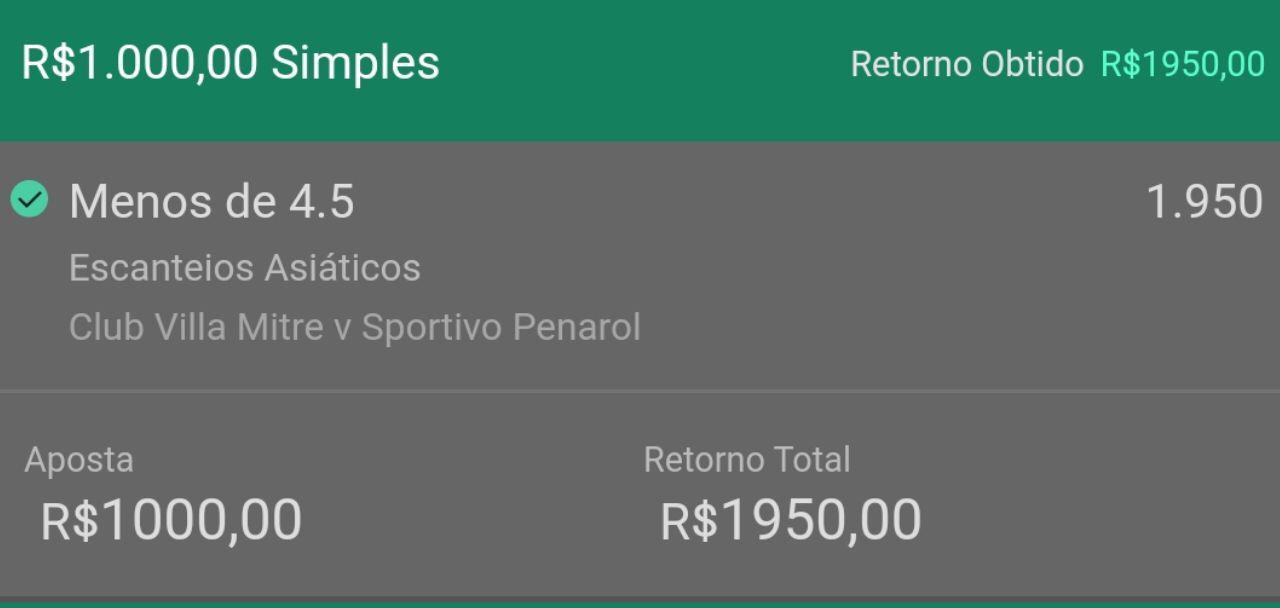 R$1.000,00 Simples
Retorno Obtido R$1950,00
Menos de 4.5
1.950
Escanteios Asiáticos
Club Villa Mitre v Sportivo Penarol
Aposta
Retorno Total
R$1000,00
R$1950,00